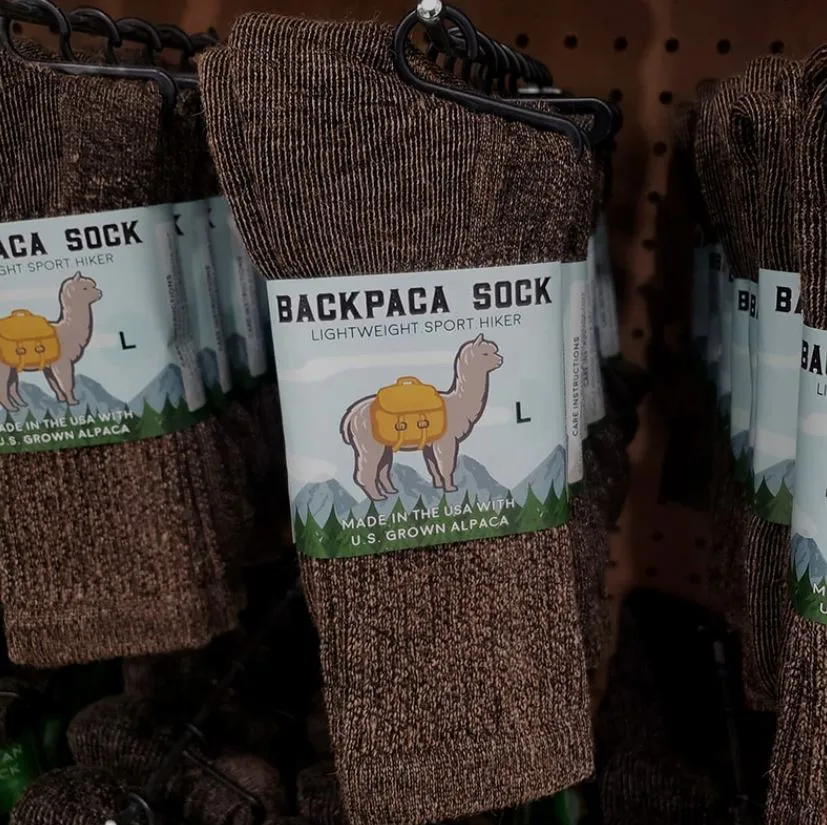 ACA SOCK
GHT SPORT HIKER
L
MADE IN THE USA WITH
U.S. GROWN ALPACA
BACKPACA SOCK
LIGHTWEIGHT SPORT HIKER
L
MADE IN THE USA WITH
U.S. GROWN ALPACA
CARE INSTRUCTIONS